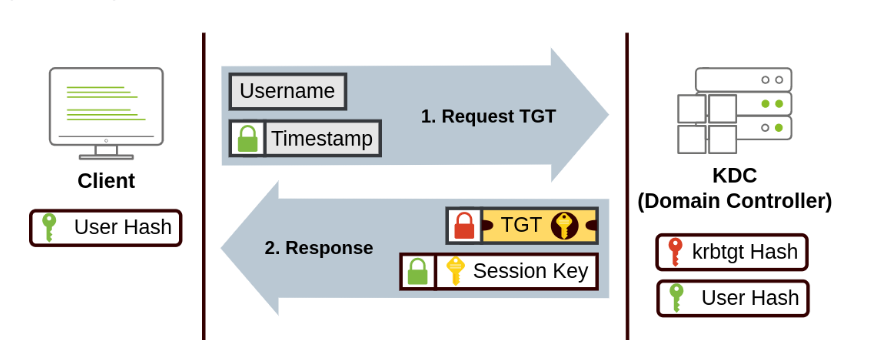 Username
Timestamp
1. Request TGT
Client
User Hash
KDC
(Domain Controller)
2. Response
TGT
Session Key
krbtgt Hash
User Hash